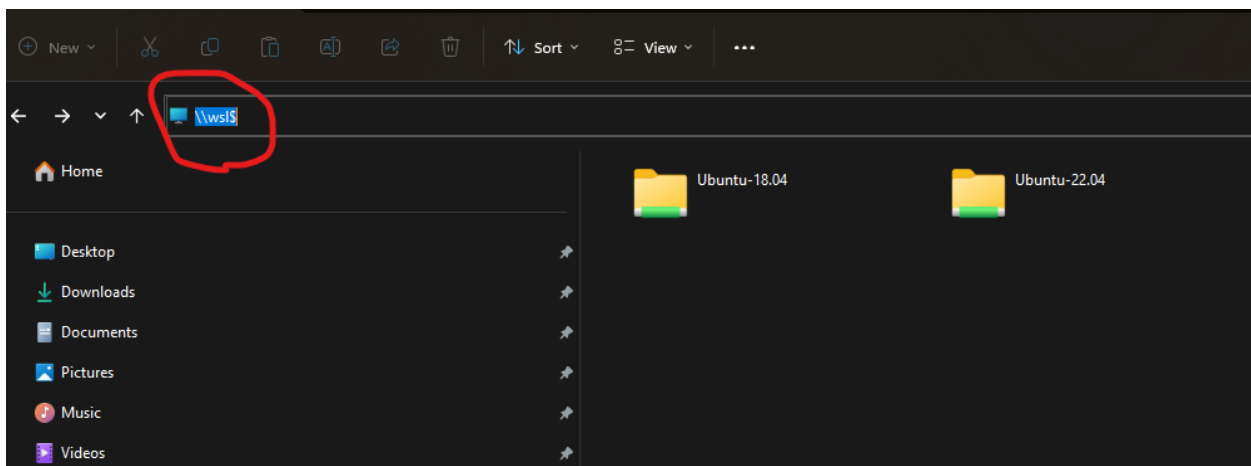 New Sort View
\\wsl$
Home
Ubuntu-18.04 Ubuntu-22.04
Desktop
Downloads
Documents
Pictures
Music
Videos